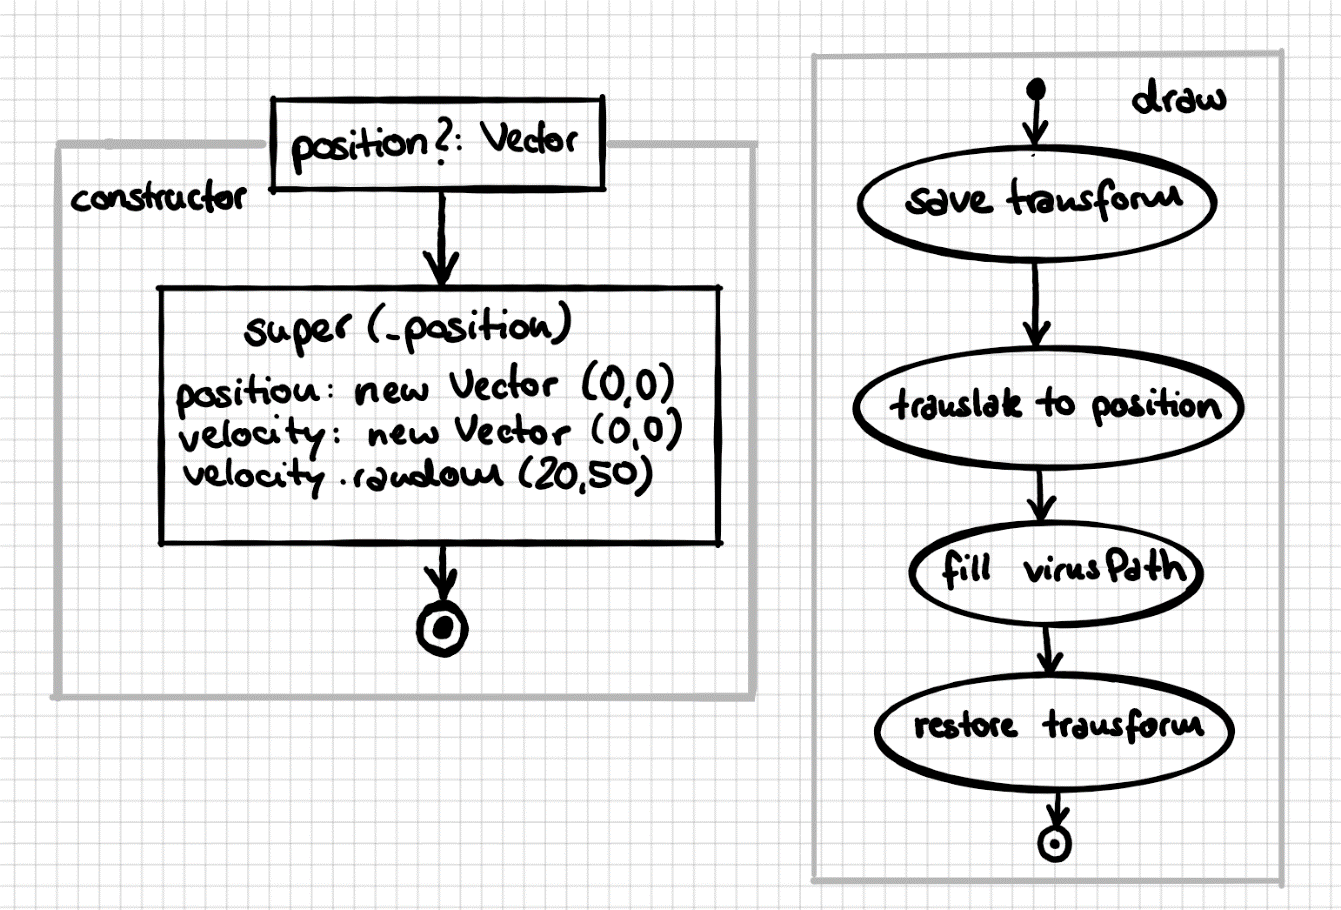 position?: Vector
constructor
super (_position)
position: new Vector (0,0)
velocity: new Vector (0,0)
velocity.random (20,50)
draw
save transform
translate to position
fill virusPath
restore transform